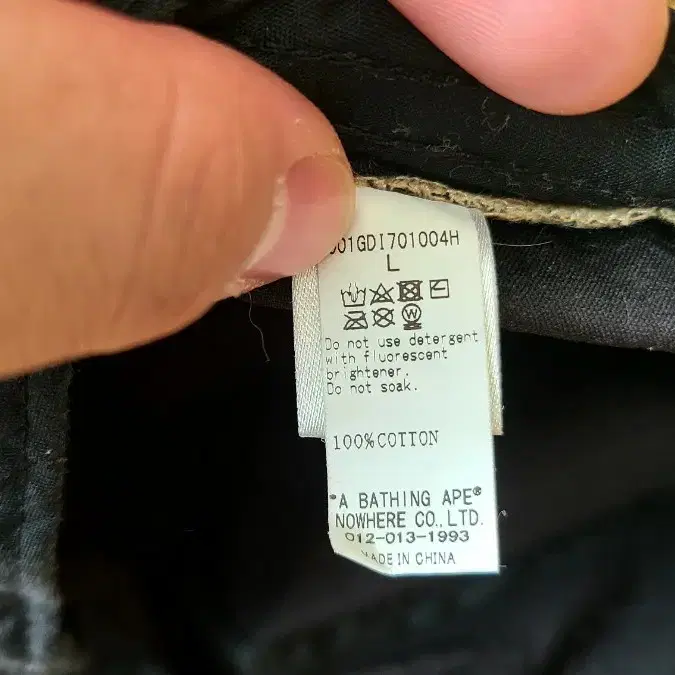 001GDI701004H
L
W
Do not use detergent
with fluorescent
brightener.
Do not soak.
100%COTTON
"A BATHING APE®
NOWHERE CO.,LTD.
012-013-1993
MADE IN CHINA